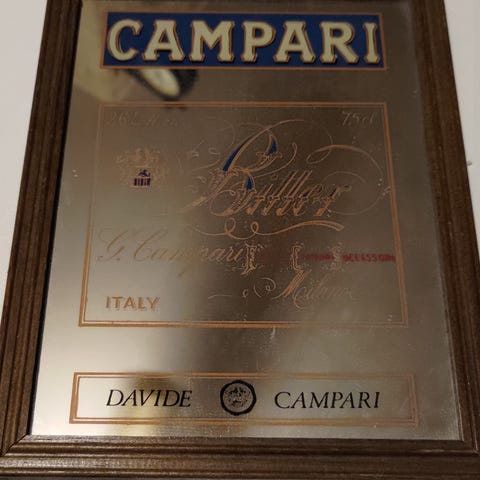 CAMPARI
75cl
Bitter
G. Campari
Milano
ITALY
DAVIDE CAMPARI